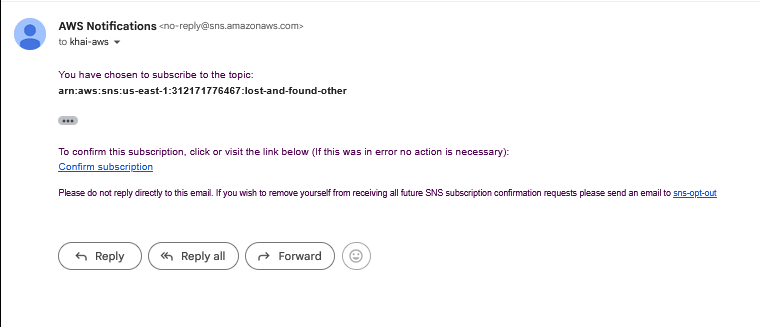 AWS Notifications <no-reply@sns.amazonaws.com>
to khai-aws
You have chosen to subscribe to the topic:
arn:aws:sns:us-east-1:312171776467:lost-and-found-other
To confirm this subscription, click or visit the link below (If this was in error no action is necessary):
Confirm subscription
Please do not reply directly to this email. If you wish to remove yourself from receiving all future SNS subscription confirmation requests please send an email to sns-opt-out
Reply Reply all Forward